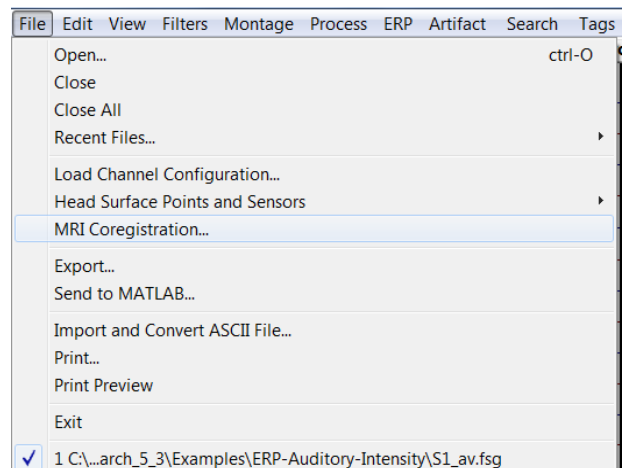 File Edit View Filters Montage Process ERP Artifact Search Tags
Open... ctrl-O
Close
Close All
Recent Files...
Load Channel Configuration...
Head Surface Points and Sensors
MRI Coregistration...
Export...
Send to MATLAB...
Import and Convert ASCII File...
Print...
Print Preview
Exit
1 C:\...arch_5_3\Examples\ERP-Auditory-Intensity\S1_av.fsg